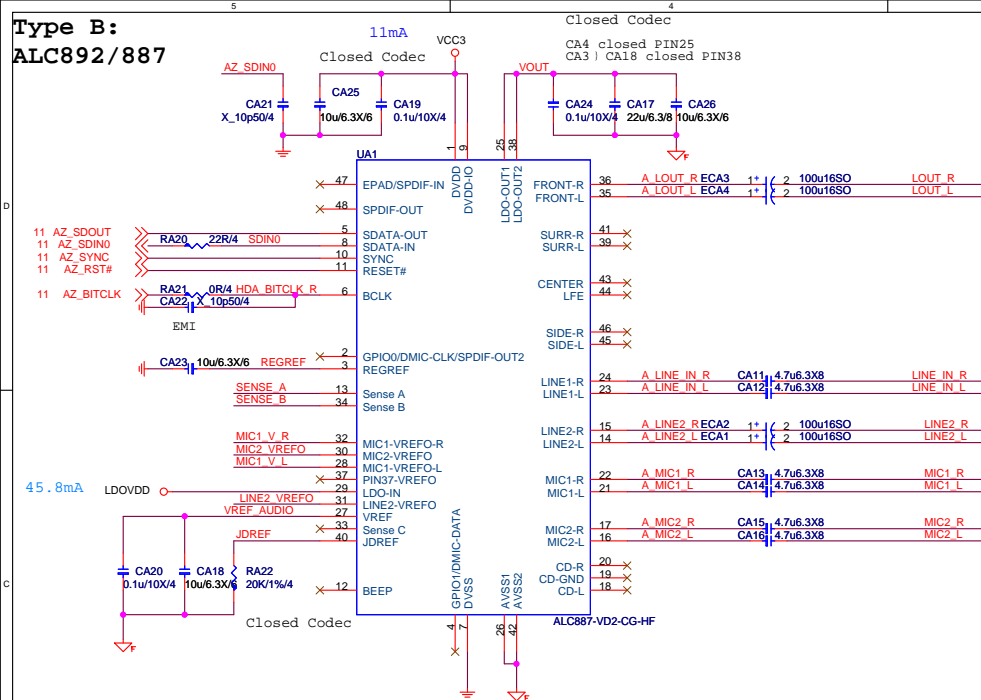 5
4
Type B:
ALC892/887
11mA
Closed Codec
Closed Codec
CA4 closed PIN25
CA3 ) CA18 closed PIN38
VCC3
AZ_SDIN0
VOUT
CA21
X_10p50/4
CA25
10u/6.3X/6
CA19
0.1u/10X/4
CA24
0.1u/10X/4
CA17
22u/6.3/8
CA26
10u/6.3X/6
UA1
1
9
25
38
DVDD
DVDD-IO
LDO-OUT1
LDO-OUT2
F
D
C
47 EPAD/SPDIF-IN
48 SPDIF-OUT
11 AZ_SDOUT 5 SDATA-OUT
11 AZ_SDIN0 RA20 22R/4 SDIN0 8 SDATA-IN
11 AZ_SYNC 10 SYNC
11 AZ_RST# 11 RESET#
11 AZ_BITCLK RA21 0R/4 HDA_BITCLK_R 6 BCLK
CA22 X_10p50/4
EMI
2 GPIO0/DMIC-CLK/SPDIF-OUT2
CA23 10u/6.3X/6 REGREF 3 REGREF
SENSE_A 13 Sense A
SENSE_B 34 Sense B
MIC1_V_R 32 MIC1-VREFO-R
MIC2_VREFO 30 MIC2-VREFO
MIC1_V_L 28 MIC1-VREFO-L
37 PIN37-VREFO
45.8mA LDOVDD 29 LDO-IN
LINE2_VREFO 31 LINE2-VREFO
VREF_AUDIO 27 VREF
33 Sense C
JDREF 40 JDREF
CA20
0.1u/10X/4
CA18
10u/6.3X/6
RA22
20K/1%/4
12 BEEP
Closed Codec
F
FRONT-R 36 A_LOUT_R ECA3 1 + 2 100u16SO LOUT_R
FRONT-L 35 A_LOUT_L ECA4 1 + 2 100u16SO LOUT_L
SURR-R 41
SURR-L 39
CENTER 43
LFE 44
SIDE-R 46
SIDE-L 45
LINE1-R 24 A_LINE_IN_R CA11 4.7u6.3X8 LINE_IN_R
LINE1-L 23 A_LINE_IN_L CA12 4.7u6.3X8 LINE_IN_L
LINE2-R 15 A_LINE2_R ECA2 1 + 2 100u16SO LINE2_R
LINE2-L 14 A_LINE2_L ECA1 1 + 2 100u16SO LINE2_L
MIC1-R 22 A_MIC1_R CA13 4.7u6.3X8 MIC1_R
MIC1-L 21 A_MIC1_L CA14 4.7u6.3X8 MIC1_L
MIC2-R 17 A_MIC2_R CA15 4.7u6.3X8 MIC2_R
MIC2-L 16 A_MIC2_L CA16 4.7u6.3X8 MIC2_L
CD-R 20
CD-GND 19
CD-L 18
GPIO1/DMIC-DATA
DVSS
AVSS1
AVSS2
4
7
26
42
ALC887-VD2-CG-HF
F